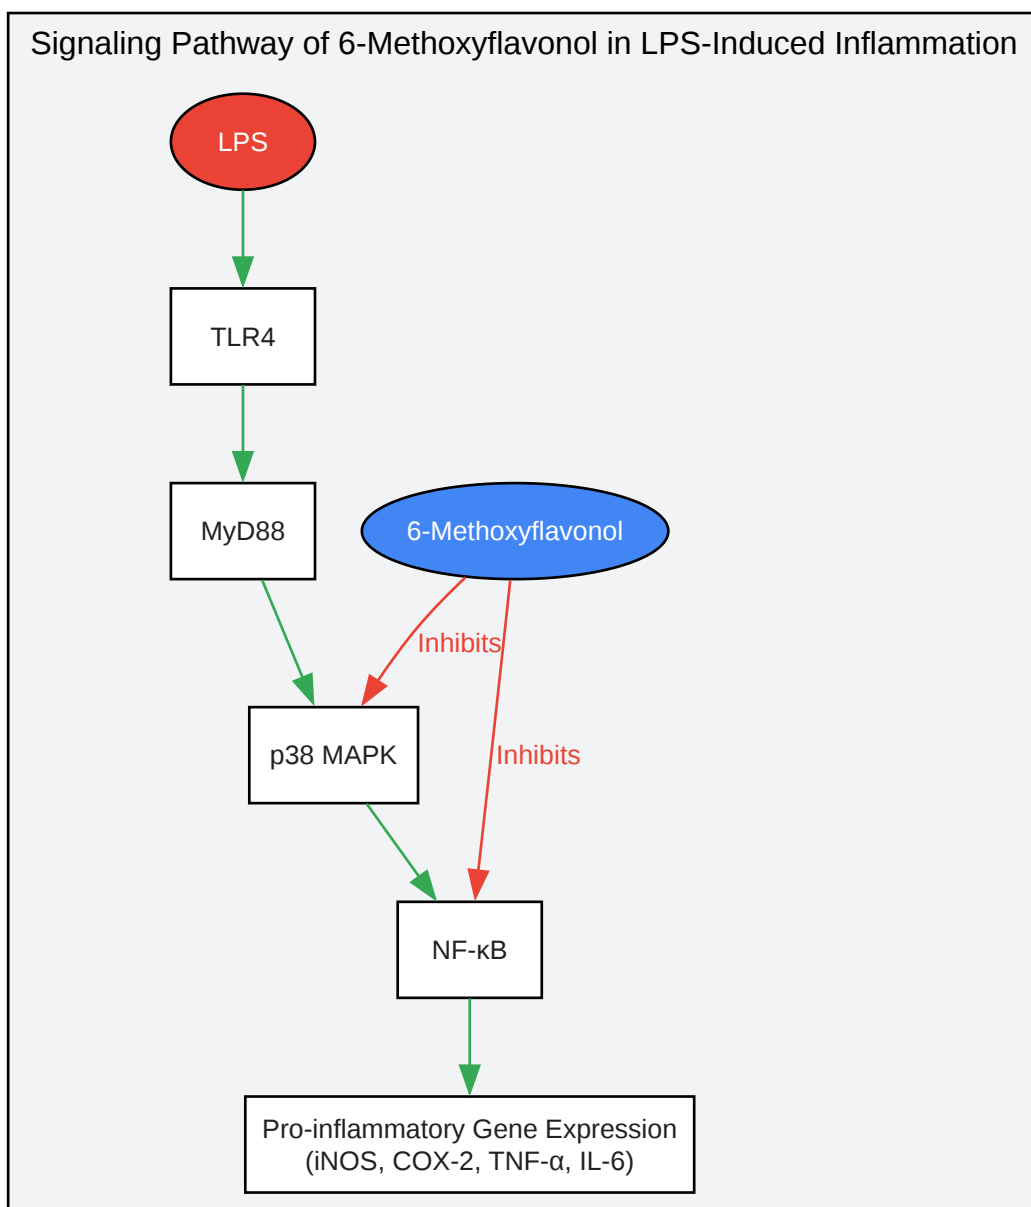 Signaling Pathway of 6-Methoxyflavonol in LPS-Induced Inflammation
LPS
TLR4
MyD88
6-Methoxyflavonol
Inhibits
p38 MAPK
Inhibits
NF-κB
Pro-inflammatory Gene Expression
(iNOS, COX-2, TNF-α, IL-6)